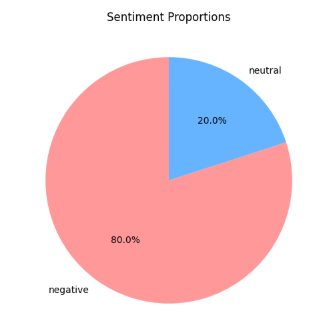 Sentiment Proportions
neutral
20.0%
80.0%
negative